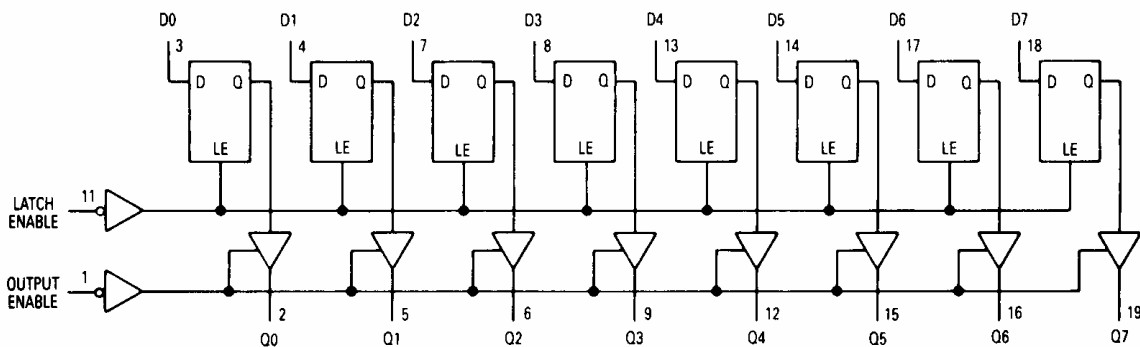 D0 D1 D2 D3 D4 D5 D6 D7
3 4 7 8 13 14 17 18
D Q D Q D Q D Q D Q D Q D Q D Q
LE LE LE LE LE LE LE LE
LATCH
ENABLE
11
OUTPUT
ENABLE
1
2 5 6 9 12 15 16 19
Q0 Q1 Q2 Q3 Q4 Q5 Q6 Q7